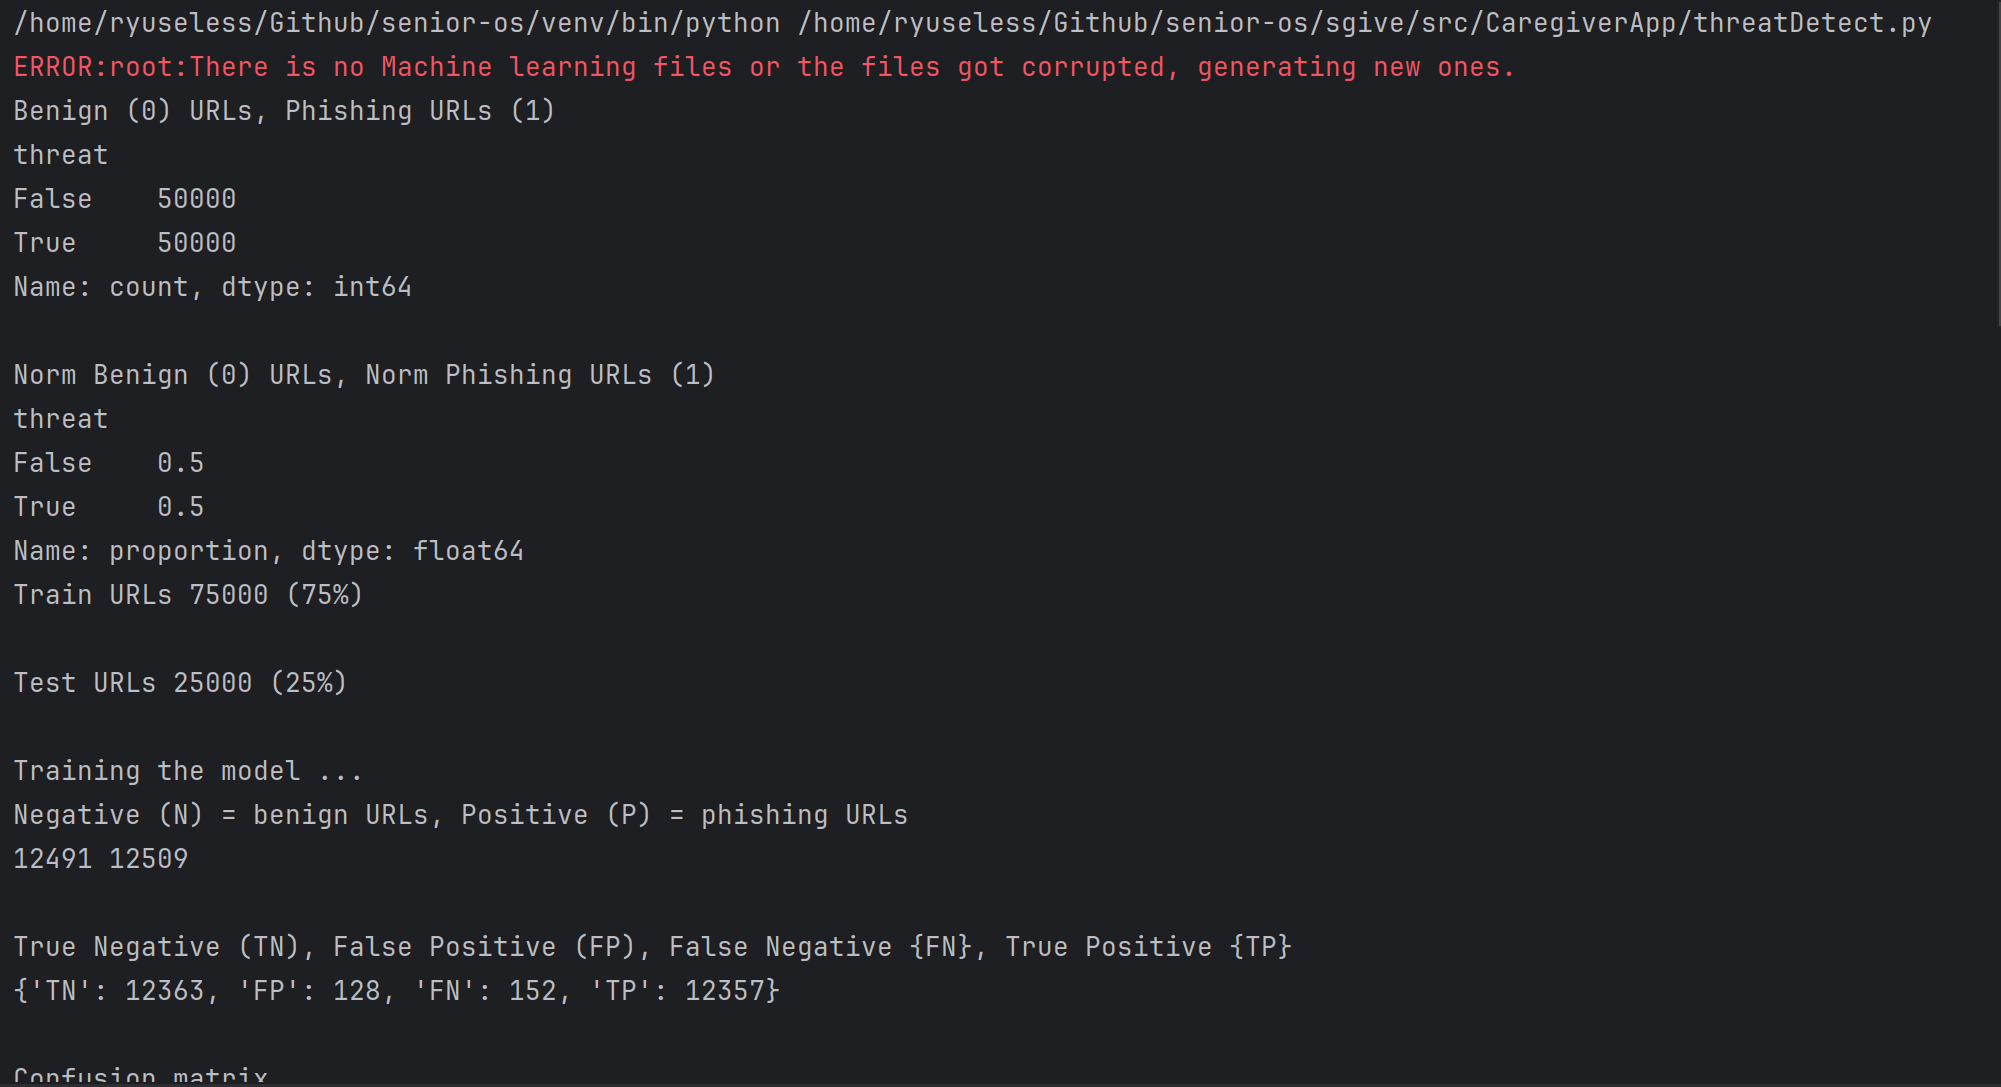 /home/ryuseless/Github/senior-os/venv/bin/python /home/ryuseless/Github/senior-os/sgive/src/CaregiverApp/threatDetect.py
ERROR:root:There is no Machine learning files or the files got corrupted, generating new ones.
Benign (0) URLs, Phishing URLs (1)
threat
False    50000
True     50000
Name: count, dtype: int64

Norm Benign (0) URLs, Norm Phishing URLs (1)
threat
False    0.5
True     0.5
Name: proportion, dtype: float64
Train URLs 75000 (75%)

Test URLs 25000 (25%)

Training the model ...
Negative (N) = benign URLs, Positive (P) = phishing URLs
12491 12509

True Negative (TN), False Positive (FP), False Negative {FN}, True Positive {TP}
{'TN': 12363, 'FP': 128, 'FN': 152, 'TP': 12357}

Confusion matrix